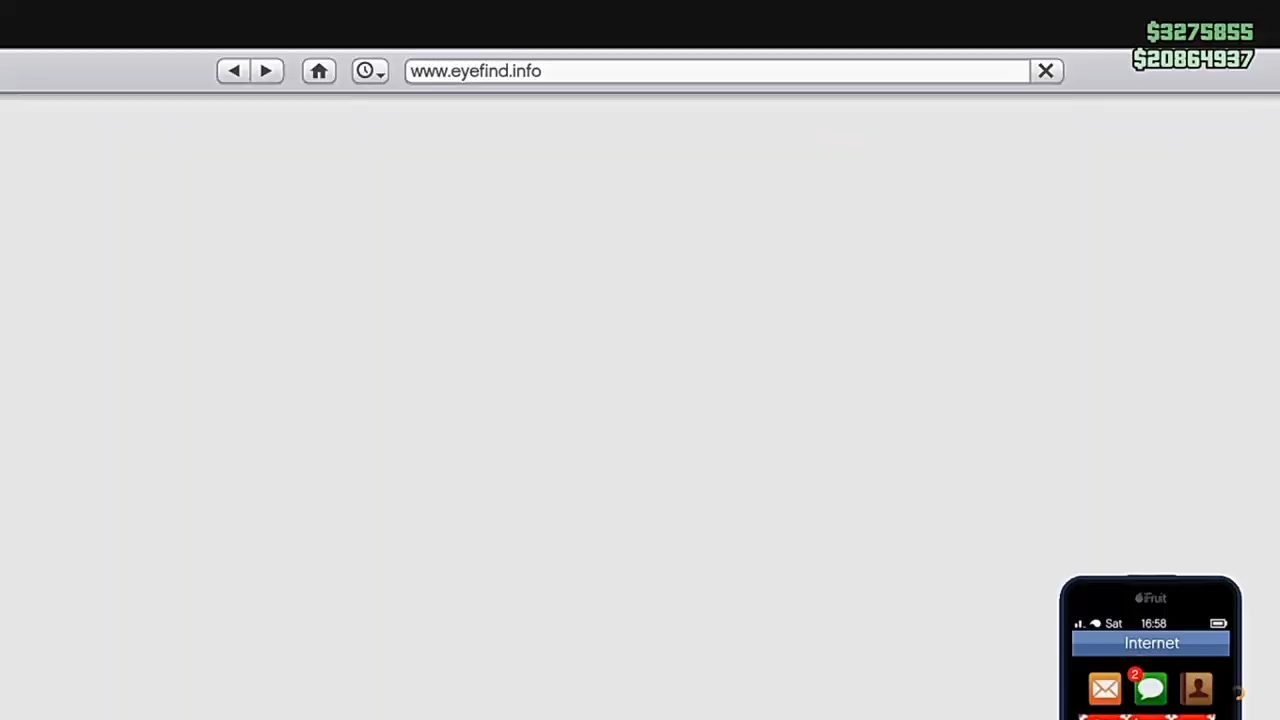 $3275855
www.eyefind.info
$20864937
iFruit
Sat 16:58
Internet
2